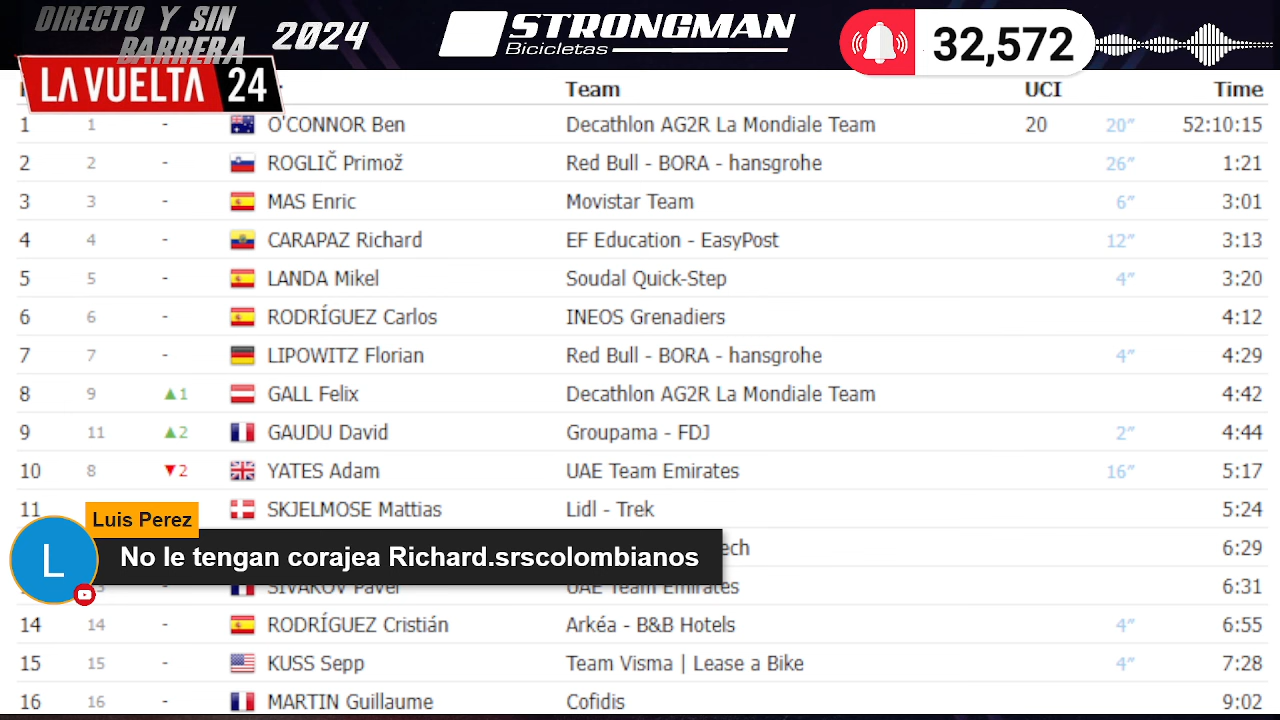 DIRECTO Y SIN
BARRERA
2024
STRONGMAN
Bicicletas
32,572
LA VUELTA 24
Team UCI Time
1 1 - O'CONNOR Ben Decathlon AG2R La Mondiale Team 20 20″ 52:10:15
2 2 - ROGLIČ Primož Red Bull - BORA - hansgrohe 26″ 1:21
3 3 - MAS Enric Movistar Team 6″ 3:01
4 4 - CARAPAZ Richard EF Education - EasyPost 12″ 3:13
5 5 - LANDA Mikel Soudal Quick-Step 4″ 3:20
6 6 - RODRÍGUEZ Carlos INEOS Grenadiers 4:12
7 7 - LIPOWITZ Florian Red Bull - BORA - hansgrohe 4″ 4:29
8 9 ▲1 GALL Felix Decathlon AG2R La Mondiale Team 4:42
9 11 ▲2 GAUDU David Groupama - FDJ 2″ 4:44
10 8 ▼2 YATES Adam UAE Team Emirates 16″ 5:17
11 SKJELMOSE Mattias Lidl - Trek 5:24
Luis Perez
L
No le tengan corajea Richard.srscolombianos
ech 6:29
SIVAKOV Pavel UAE Team Emirates 6:31
14 14 - RODRÍGUEZ Cristián Arkéa - B&B Hotels 4″ 6:55
15 15 - KUSS Sepp Team Visma | Lease a Bike 4″ 7:28
16 16 - MARTIN Guillaume Cofidis 9:02